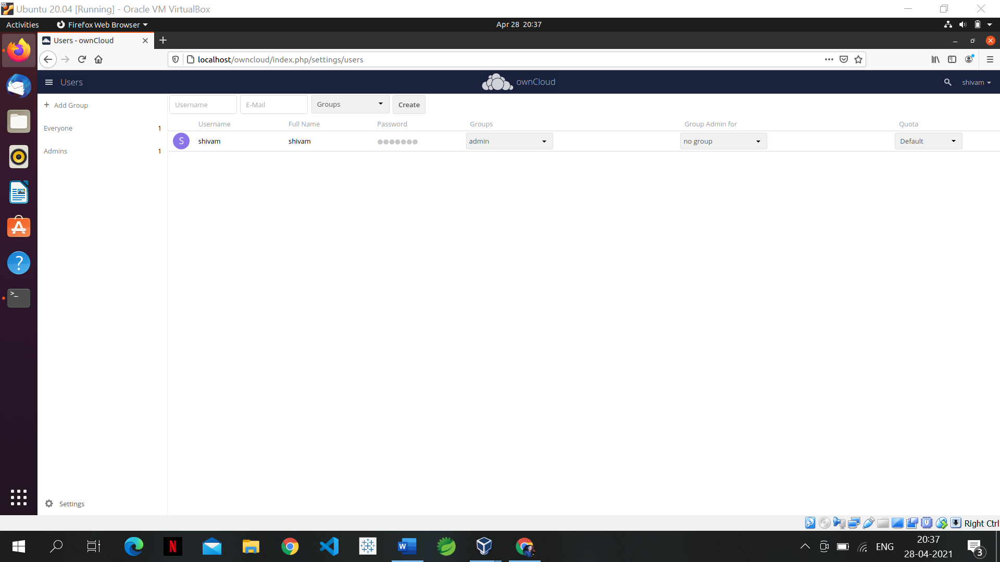 Ubuntu 20.04 [Running] - Oracle VM VirtualBox
Activities Firefox Web Browser Apr 28 20:37
Users - ownCloud
localhost/owncloud/index.php/settings/users
Users ownCloud shivam
+ Add Group Username E-Mail Groups Create
Username Full Name Password Groups Group Admin for Quota
Everyone 1
S shivam shivam ●●●●●●● admin no group Default
Admins 1
Settings
Right Ctrl
20:37
ENG
28-04-2021
3